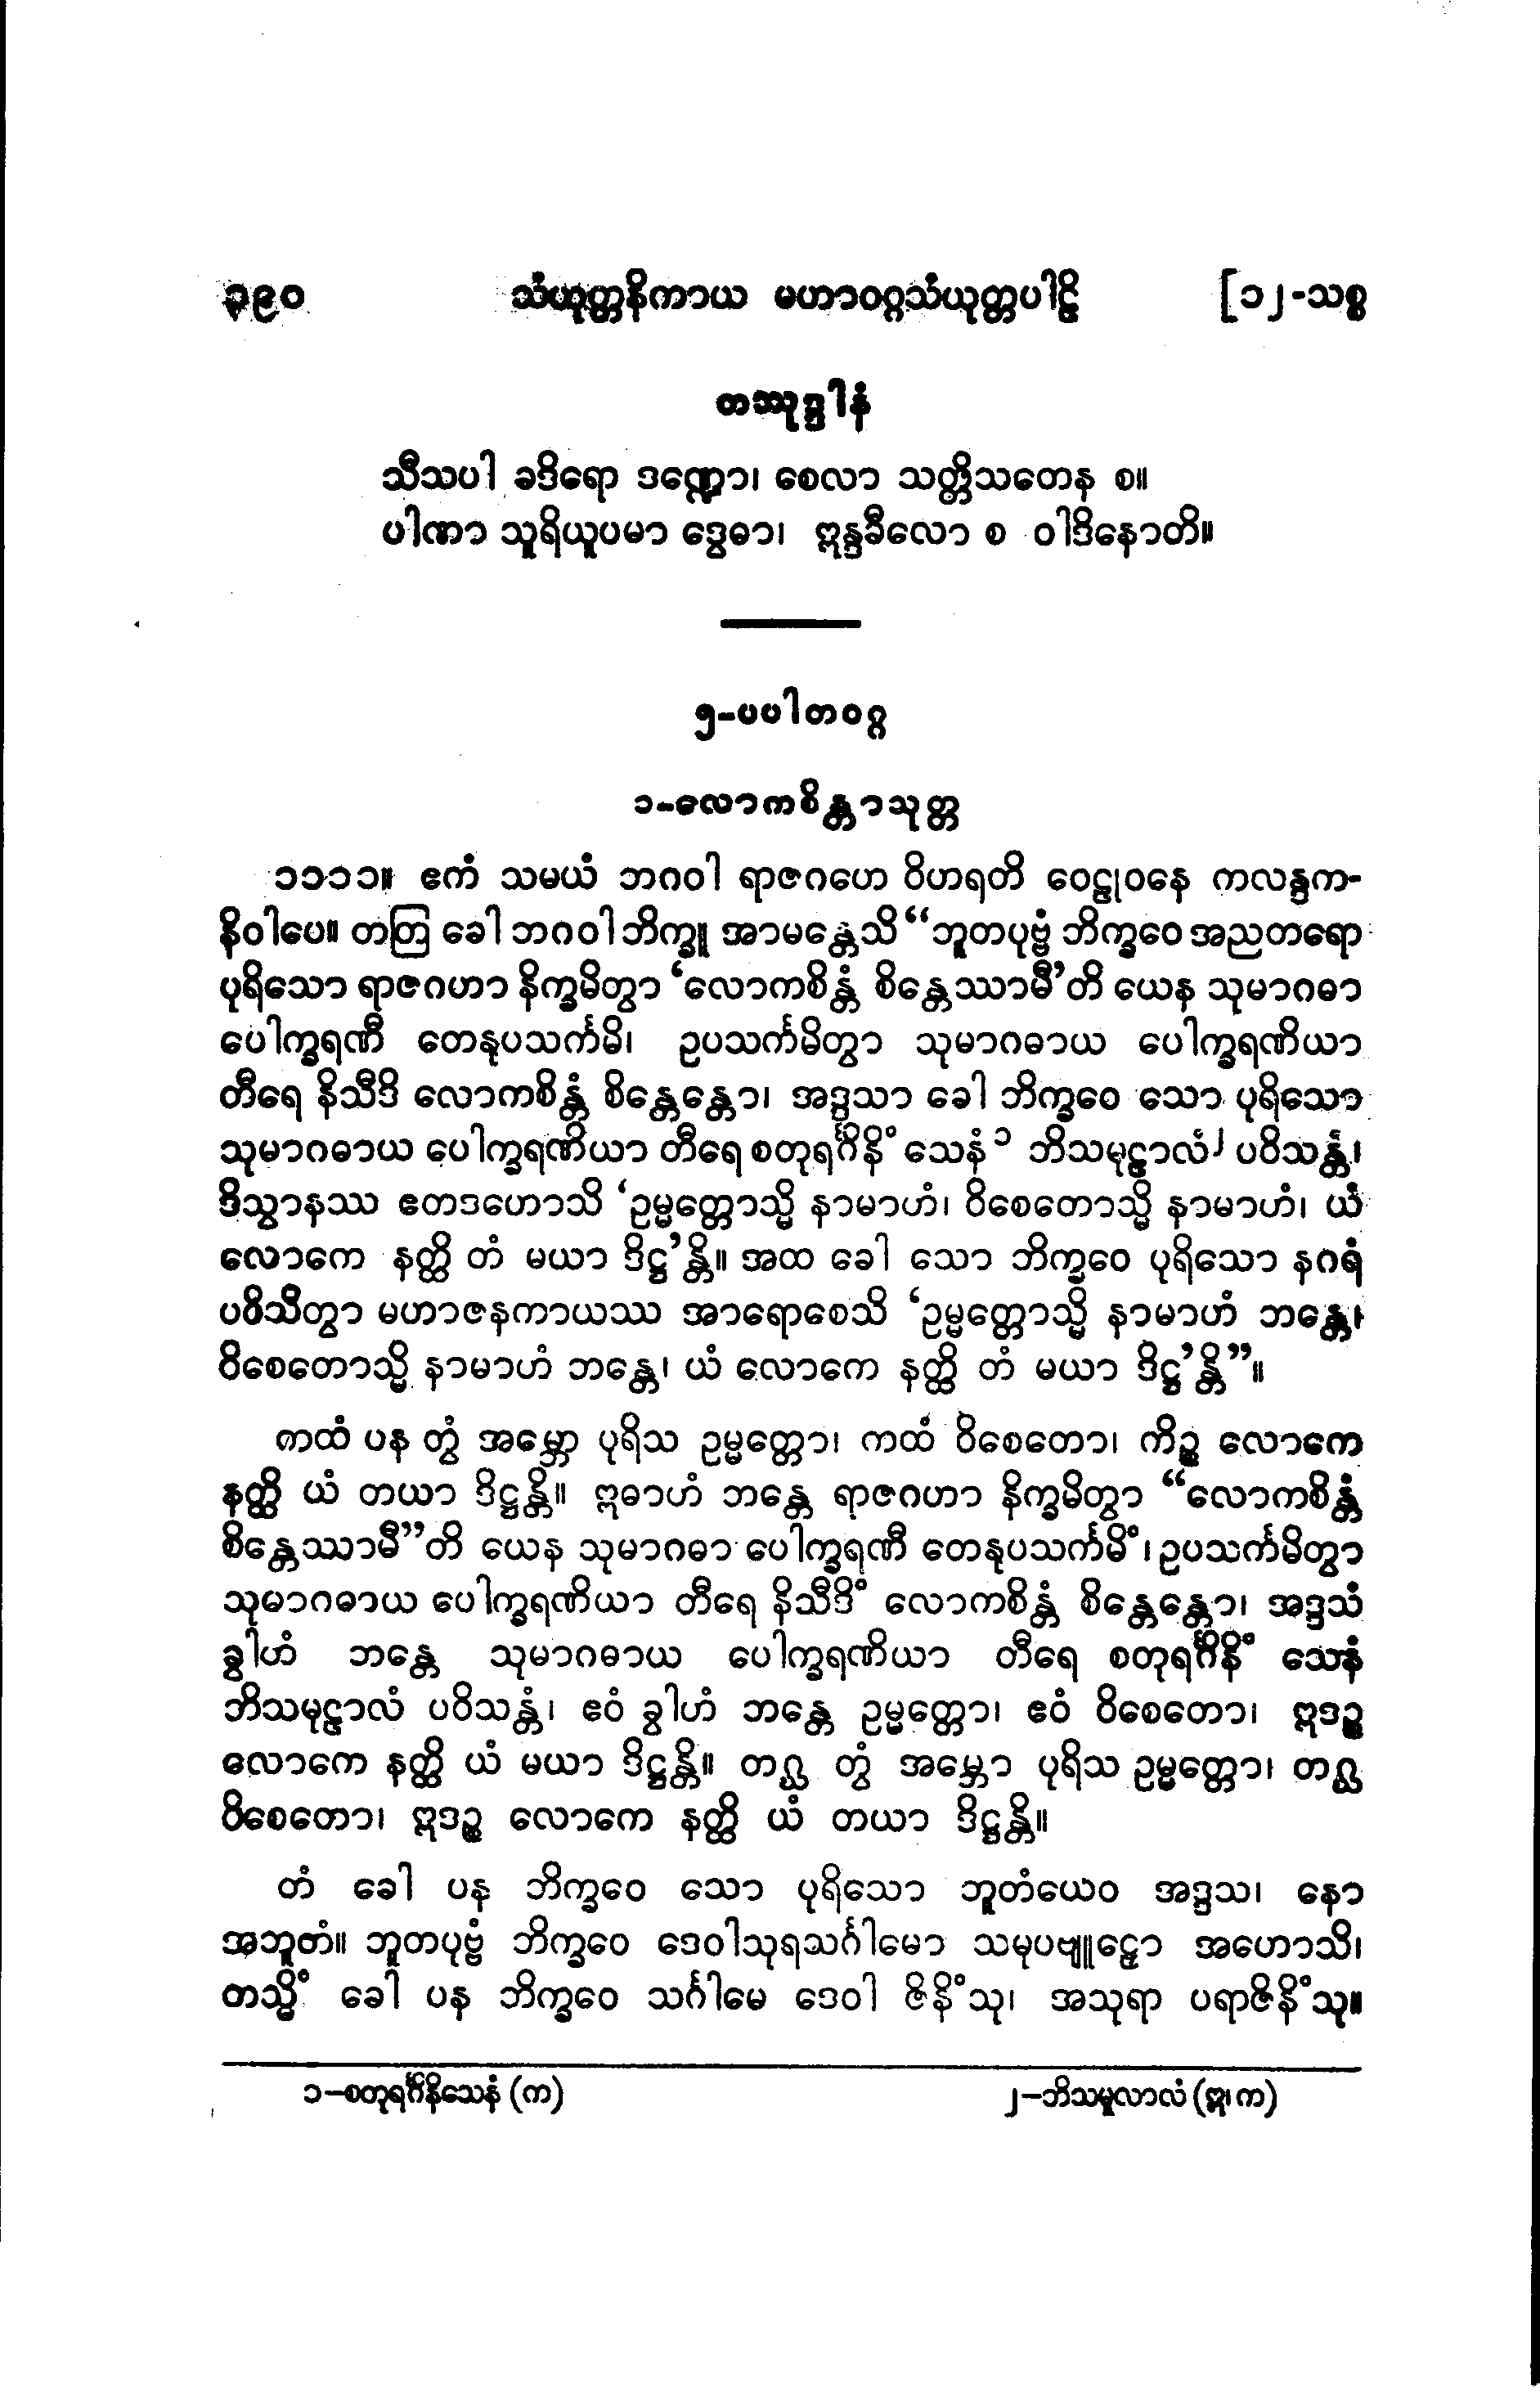 ၃၉၀ သံယုတ္တနိကာယ မဟာဝဂ္ဂသံယုတ္တပါဠိ [၁၂-သစ္စ
တဿုဒ္ဒါနံ
သီသပါ ခဒိရော ဒဏ္ဍော၊ စေလာ သတ္တိသတေန စ။
ပါဏာ သူရိယူပမာ ဒွေဓာ၊ ဣန္ဒခီလော စ ဝါဒိနောတိ။
၅-ပပါတဝဂ္ဂ
၁-လောကစိန္တာသုတ္တ
၁၁၁၁။ ဧကံ သမယံ ဘဂဝါ ရာဇဂဟေ ဝိဟရတိ ဝေဠုဝနေ ကလန္ဒက-
နိဝါပေ။ တတြ ခေါ ဘဂဝါ ဘိက္ခူ အာမန္တေသိ “ဘူတပုဗ္ဗံ ဘိက္ခဝေ အညတရော
ပုရိသော ရာဇဂဟာ နိက္ခမိတွာ ‘လောကစိန္တံ စိန္တေဿာမီ’တိ ယေန သုမာဂဓာ
ပေါက္ခရဏီ တေနုပသင်္ကမိ၊ ဥပသင်္ကမိတွာ သုမာဂဓာယ ပေါက္ခရဏိယာ
တီရေ နိသီဒိ လောကစိန္တံ စိန္တေန္တော၊ အဒ္ဒသာ ခေါ ဘိက္ခဝေ သော ပုရိသော
သုမာဂဓာယ ပေါက္ခရဏိယာ တီရေ စတုရင်္ဂိနိံ သေနံ၁ ဘိသမုဠာလံ၂ ပဝိသန္တံ၊
ဒိသွာနဿ ဧတဒဟောသိ ‘ဥမ္မတ္တောသ္မိ နာမာဟံ၊ ဝိစေတောသ္မိ နာမာဟံ၊ ယံ
လောကေ နတ္ထိ တံ မယာ ဒိဋ္ဌ’န္တိ။ အထ ခေါ သော ဘိက္ခဝေ ပုရိသော နဂရံ
ပဝိသိတွာ မဟာဇနကာယဿ အာရောစေသိ ‘ဥမ္မတ္တောသ္မိ နာမာဟံ ဘန္တေ၊
ဝိစေတောသ္မိ နာမာဟံ ဘန္တေ၊ ယံ လောကေ နတ္ထိ တံ မယာ ဒိဋ္ဌ’န္တိ”။
ကထံ ပန တွံ အမ္ဘော ပုရိသ ဥမ္မတ္တော၊ ကထံ ဝိစေတော၊ ကိဉ္စ လောကေ
နတ္ထိ ယံ တယာ ဒိဋ္ဌန္တိ။ ဣဓာဟံ ဘန္တေ ရာဇဂဟာ နိက္ခမိတွာ “လောကစိန္တံ
စိန္တေဿာမီ”တိ ယေန သုမာဂဓာ ပေါက္ခရဏီ တေနုပသင်္ကမိံ၊ ဥပသင်္ကမိတွာ
သုမာဂဓာယ ပေါက္ခရဏိယာ တီရေ နိသီဒိံ လောကစိန္တံ စိန္တေန္တော၊ အဒ္ဒသံ
ခွါဟံ ဘန္တေ သုမာဂဓာယ ပေါက္ခရဏိယာ တီရေ စတုရင်္ဂိနိံ သေနံ
ဘိသမုဠာလံ ပဝိသန္တံ၊ ဧဝံ ခွါဟံ ဘန္တေ ဥမ္မတ္တော၊ ဧဝံ ဝိစေတော၊ ဣဒဉ္စ
လောကေ နတ္ထိ ယံ မယာ ဒိဋ္ဌန္တိ။ တဂ္ဃ တွံ အမ္ဘော ပုရိသ ဥမ္မတ္တော၊ တဂ္ဃ
ဝိစေတော၊ ဣဒဉ္စ လောကေ နတ္ထိ ယံ တယာ ဒိဋ္ဌန္တိ။
တံ ခေါ ပန ဘိက္ခဝေ သော ပုရိသော ဘူတံယေဝ အဒ္ဒသ၊ နော
အဘူတံ။ ဘူတပုဗ္ဗံ ဘိက္ခဝေ ဒေဝါသုရသင်္ဂါမော သမုပဗျူဠှော အဟောသိ၊
တသ္မိံ ခေါ ပန ဘိက္ခဝေ သင်္ဂါမေ ဒေဝါ ဇိနိံသု၊ အသုရာ ပရာဇိနိံသု။
၁–စတုရင်္ဂိနိသေနံ (က) ၂–ဘိသမူလာလံ (ဣ၊ က)